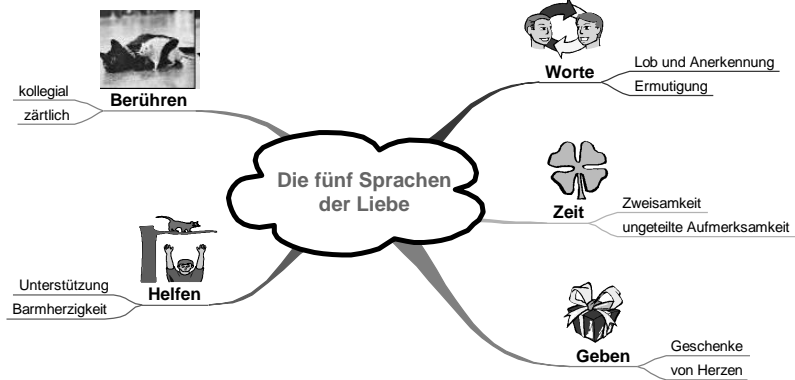 Die fünf Sprachen
der Liebe
Worte
Lob und Anerkennung
Ermutigung
Zeit
Zweisamkeit
ungeteilte Aufmerksamkeit
Geben
Geschenke
von Herzen
Helfen
Unterstützung
Barmherzigkeit
Berühren
kollegial
zärtlich